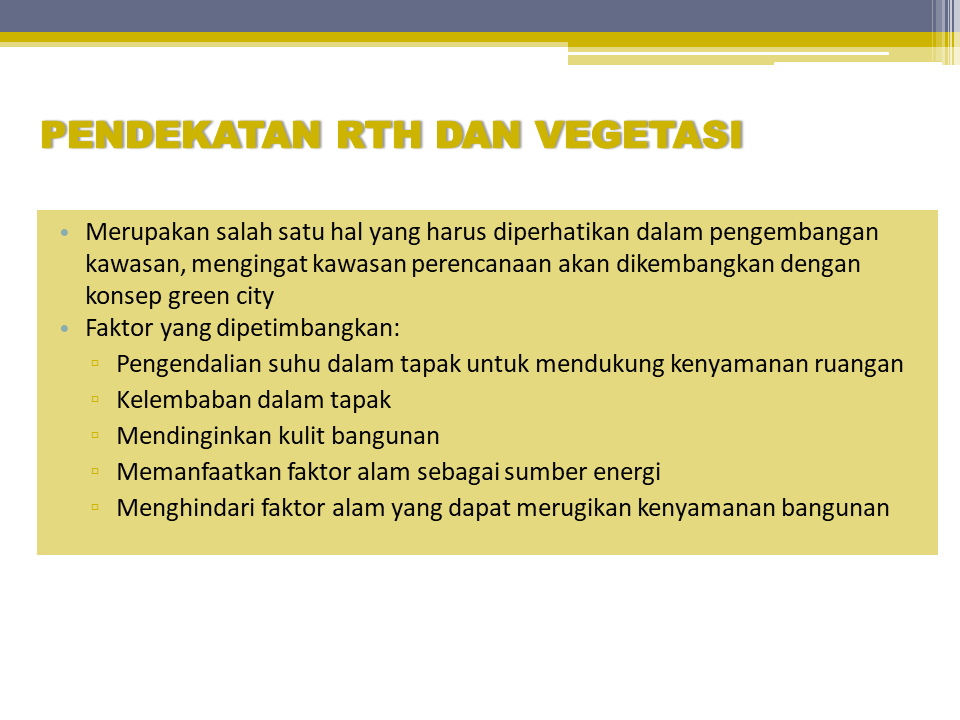 PENDEKATAN RTH DAN VEGETASI
• Merupakan salah satu hal yang harus diperhatikan dalam pengembangan
kawasan, mengingat kawasan perencanaan akan dikembangkan dengan
konsep green city
• Faktor yang dipetimbangkan:
▫ Pengendalian suhu dalam tapak untuk mendukung kenyamanan ruangan
▫ Kelembaban dalam tapak
▫ Mendinginkan kulit bangunan
▫ Memanfaatkan faktor alam sebagai sumber energi
▫ Menghindari faktor alam yang dapat merugikan kenyamanan bangunan